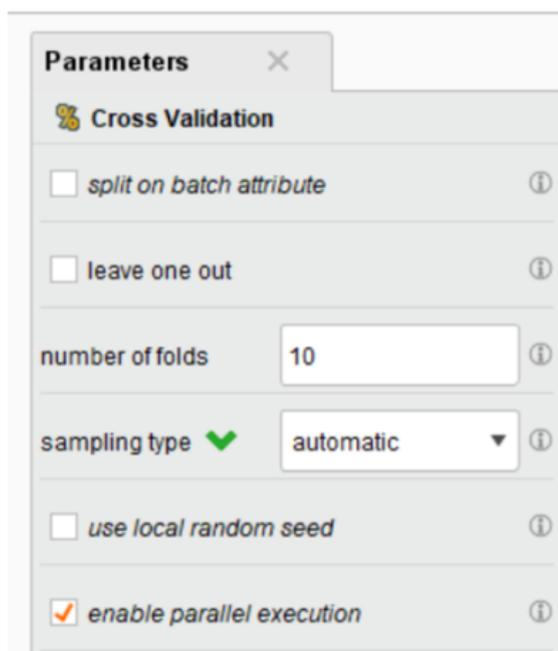 Parameters
Cross Validation
split on batch attribute
leave one out
number of folds 10
sampling type automatic
use local random seed
enable parallel execution